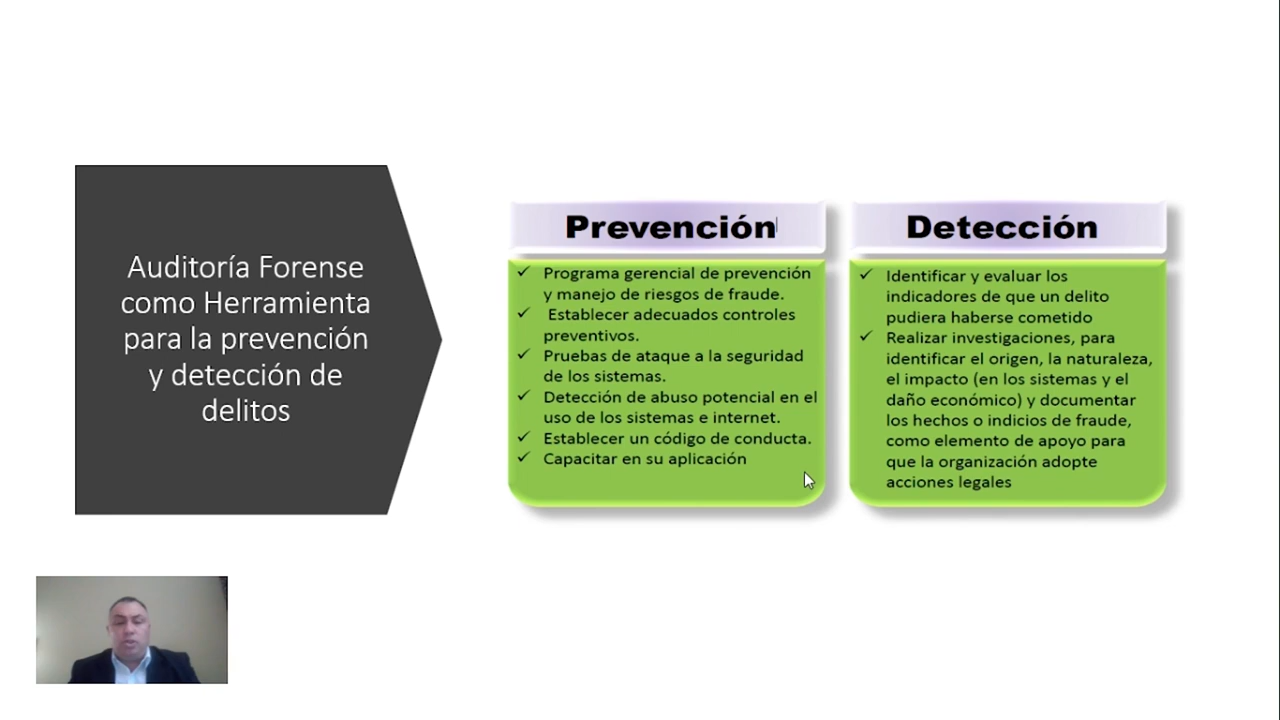 Auditoría Forense
como Herramienta
para la prevención
y detección de
delitos
Prevención
✓ Programa gerencial de prevención
y manejo de riesgos de fraude.
✓ Establecer adecuados controles
preventivos.
✓ Pruebas de ataque a la seguridad
de los sistemas.
✓ Detección de abuso potencial en el
uso de los sistemas e internet.
✓ Establecer un código de conducta.
✓ Capacitar en su aplicación
Detección
✓ Identificar y evaluar los
indicadores de que un delito
pudiera haberse cometido
✓ Realizar investigaciones, para
identificar el origen, la naturaleza,
el impacto (en los sistemas y el
daño económico) y documentar
los hechos o indicios de fraude,
como elemento de apoyo para
que la organización adopte
acciones legales